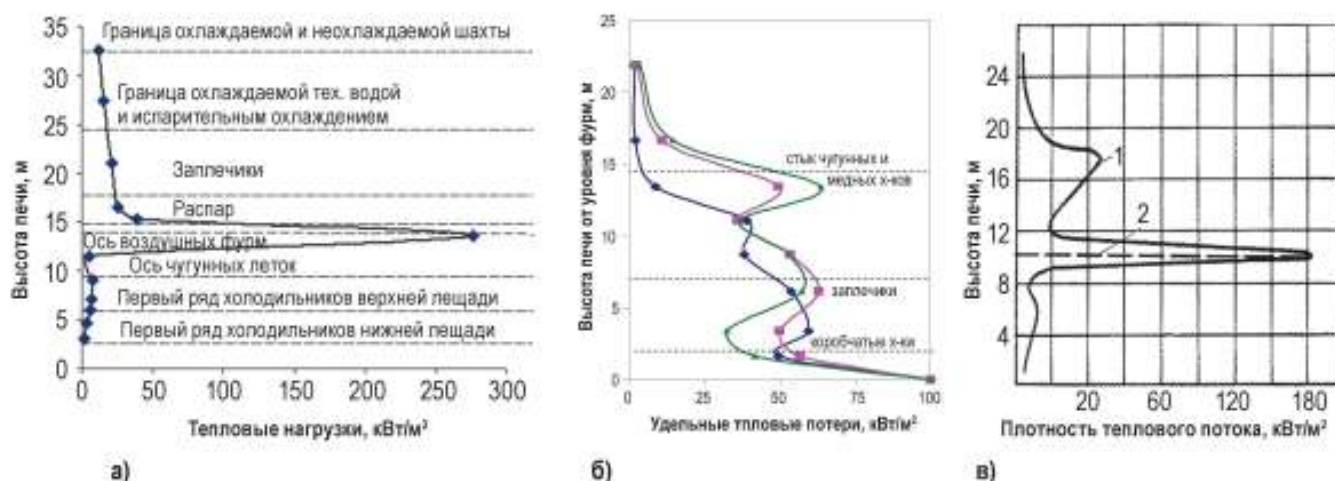 35
30
25
20
15
10
5
0
Высота печи, м
Граница охлаждаемой и неохлаждаемой шахты
Граница охлаждаемой тех. водой
и испарительным охлаждением
Заплечики
Распар
Ось воздушных фурм
Ось чугунных леток
Первый ряд холодильников верхней лещади
Первый ряд холодильников нижней лещади
0 50 100 150 200 250 300
Тепловые нагрузки, кВт/м²
а)
Высота печи от уровня фурм, м
25
20
15
10
5
0
стык чугунных и
медных х-ков
заплечики
коробчатые х-ки
0 25 50 75 100
Удельные тпловые потери, кВт/м²
б)
Высота печи, м
24
20
16
12
8
4
1
2
20 60 120 140 180
Плотность теплового потока, кВт/м²
в)